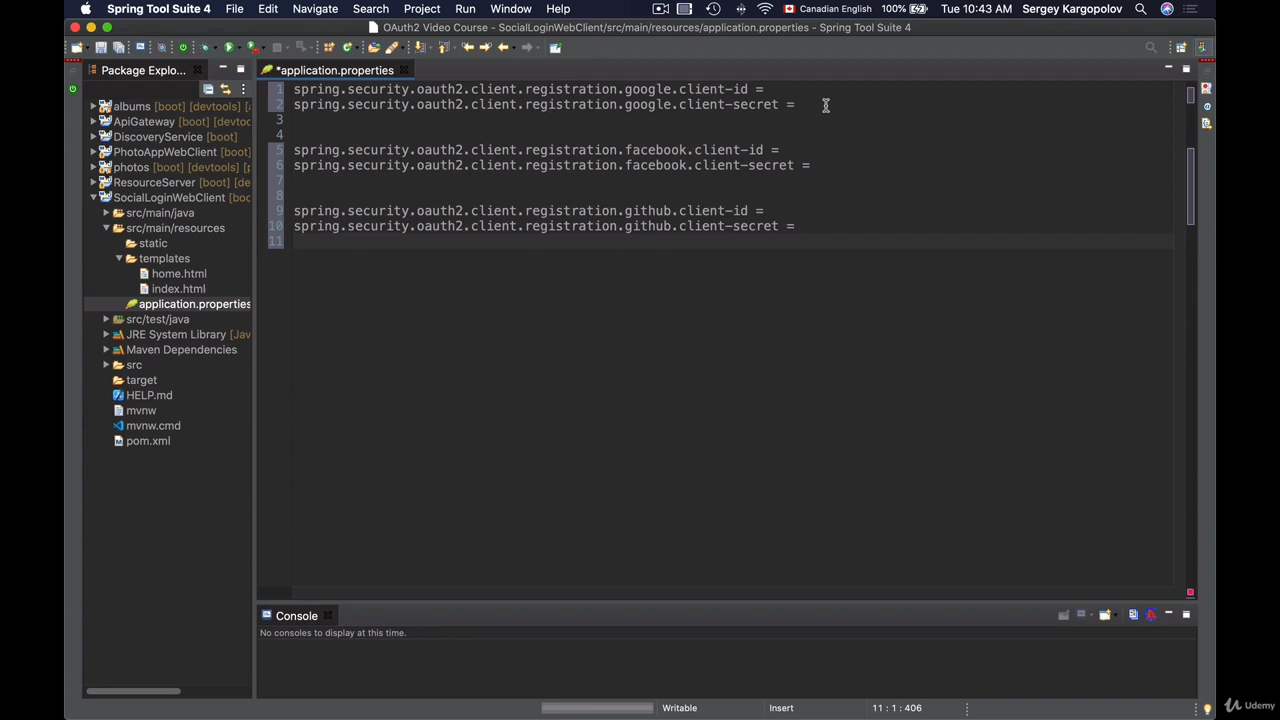 Spring Tool Suite 4 File Edit Navigate Search Project Run Window Help Canadian English 100% Tue 10:43 AM Sergey Kargopolov
OAuth2 Video Course - SocialLoginWebClient/src/main/resources/application.properties - Spring Tool Suite 4
Package Explo...
*application.properties
albums [boot] [devtools]
ApiGateway [boot] [devtoo
DiscoveryService [boot]
PhotoAppWebClient [boot]
photos [boot] [devtools]
ResourceServer [boot] [de
SocialLoginWebClient [boo
src/main/java
src/main/resources
static
templates
home.html
index.html
application.properties
src/test/java
JRE System Library [Jav
Maven Dependencies
src
target
HELP.md
mvnw
mvnw.cmd
pom.xml
1 spring.security.oauth2.client.registration.google.client-id =
2 spring.security.oauth2.client.registration.google.client-secret =
3
4
5 spring.security.oauth2.client.registration.facebook.client-id =
6 spring.security.oauth2.client.registration.facebook.client-secret =
7
8
9 spring.security.oauth2.client.registration.github.client-id =
10 spring.security.oauth2.client.registration.github.client-secret =
11
Console
No consoles to display at this time.
Writable Insert 11 : 1 : 406
Udemy